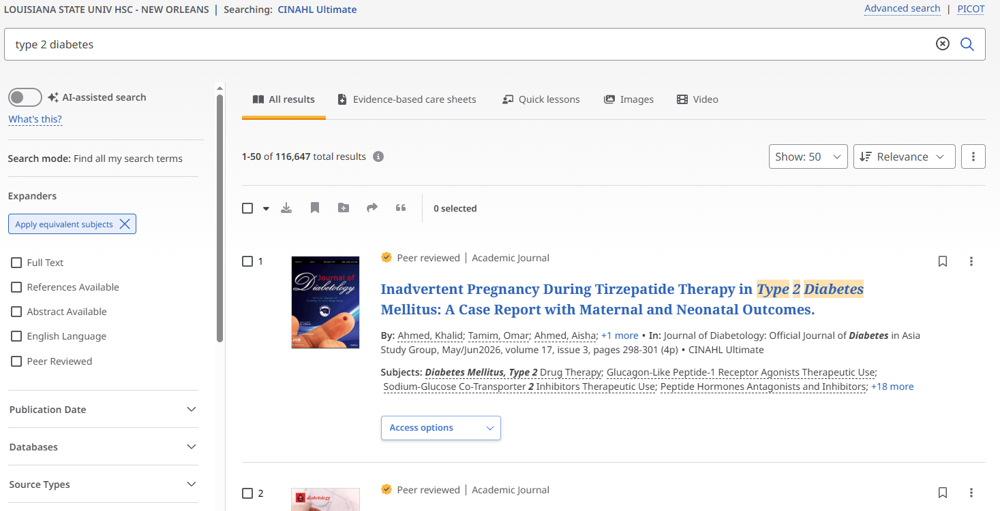 LOUISIANA STATE UNIV HSC - NEW ORLEANS | Searching: CINAHL Ultimate
Advanced search | PICOT
type 2 diabetes
AI-assisted search
What's this?
Search mode: Find all my search terms
Expanders
Apply equivalent subjects
Full Text
References Available
Abstract Available
English Language
Peer Reviewed
Publication Date
Databases
Source Types
All results
Evidence-based care sheets
Quick lessons
Images
Video
1-50 of 116,647 total results
Show: 50
Relevance
0 selected
1
Journal of
Diabetology
JOD
Peer reviewed | Academic Journal
Inadvertent Pregnancy During Tirzepatide Therapy in Type 2 Diabetes
Mellitus: A Case Report with Maternal and Neonatal Outcomes.
By: Ahmed, Khalid; Tamim, Omar; Ahmed, Aisha; +1 more • In: Journal of Diabetology: Official Journal of Diabetes in Asia
Study Group, May/Jun2026, volume 17, issue 3, pages 298-301 (4p) • CINAHL Ultimate
Subjects: Diabetes Mellitus, Type 2 Drug Therapy; Glucagon-Like Peptide-1 Receptor Agonists Therapeutic Use;
Sodium-Glucose Co-Transporter 2 Inhibitors Therapeutic Use; Peptide Hormones Antagonists and Inhibitors; +18 more
Access options
2
diabetology
Peer reviewed | Academic Journal